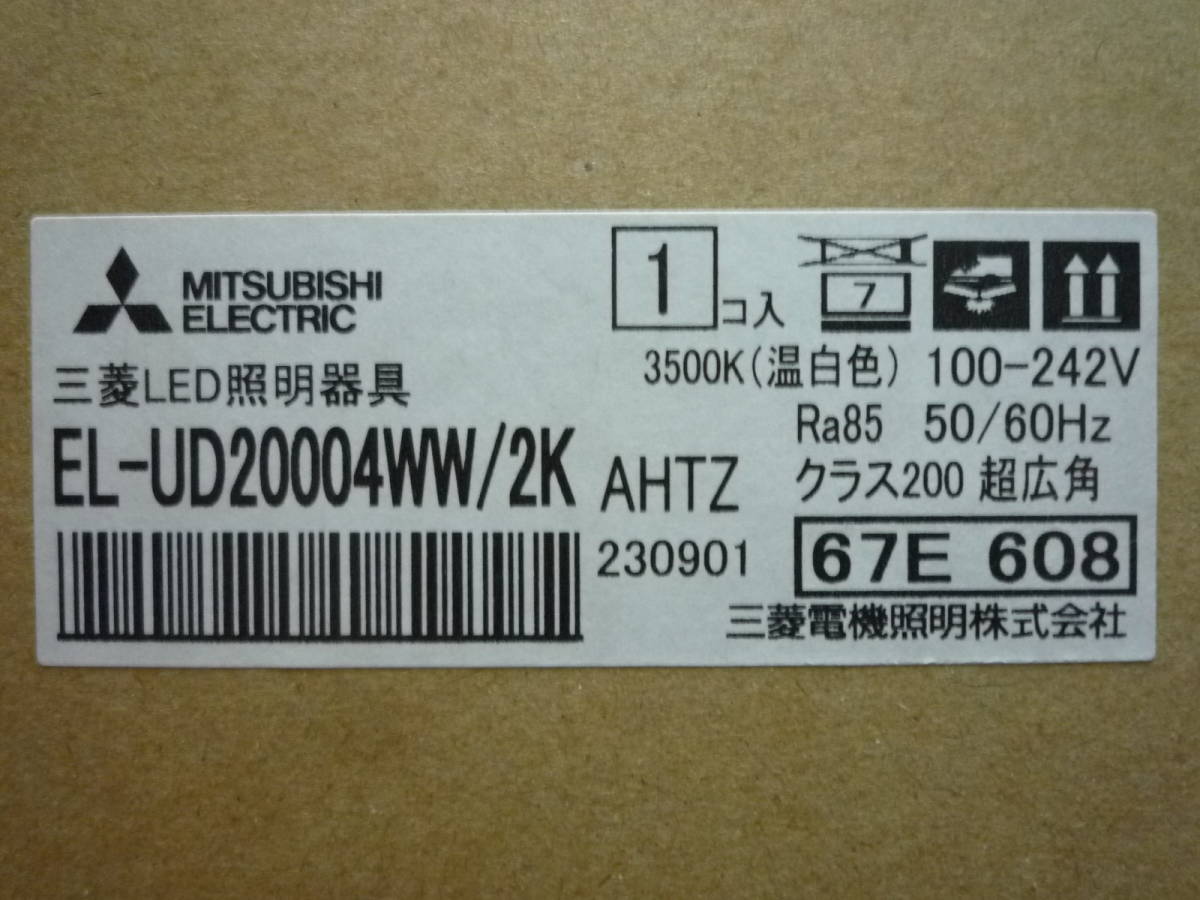 MITSUBISHI
ELECTRIC
1
コ入
7
三菱LED照明器具
3500K(温白色) 100-242V
Ra85 50/60Hz
EL-UD20004WW/2K AHTZ
クラス200 超広角
230901
67E 608
三菱電機照明株式会社